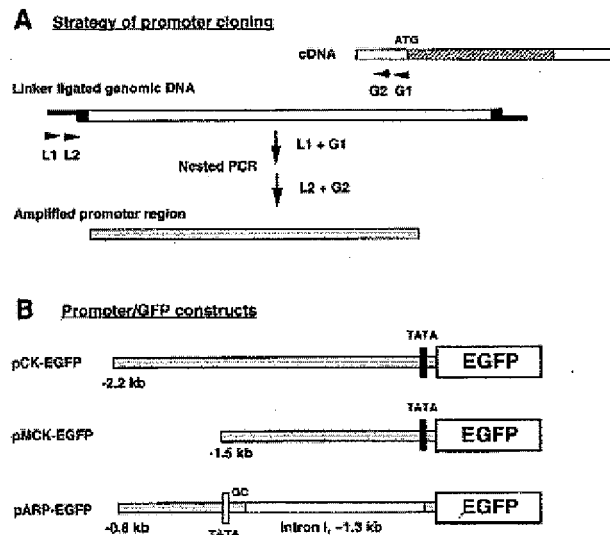 A Strategy of promoter cloning
ATG
cDNA
G2 G1
Linker ligated genomic DNA
L1 L2
L1 + G1
Nested PCR
L2 + G2
Amplified promoter region
B Promoter/GFP constructs
TATA
pCK-EGFP
EGFP
-2.2 kb
TATA
pMCK-EGFP
EGFP
-1.5 kb
GC
pARP-EGFP
EGFP
-0.8 kb
TATA
Intron I, ~1.3 kb